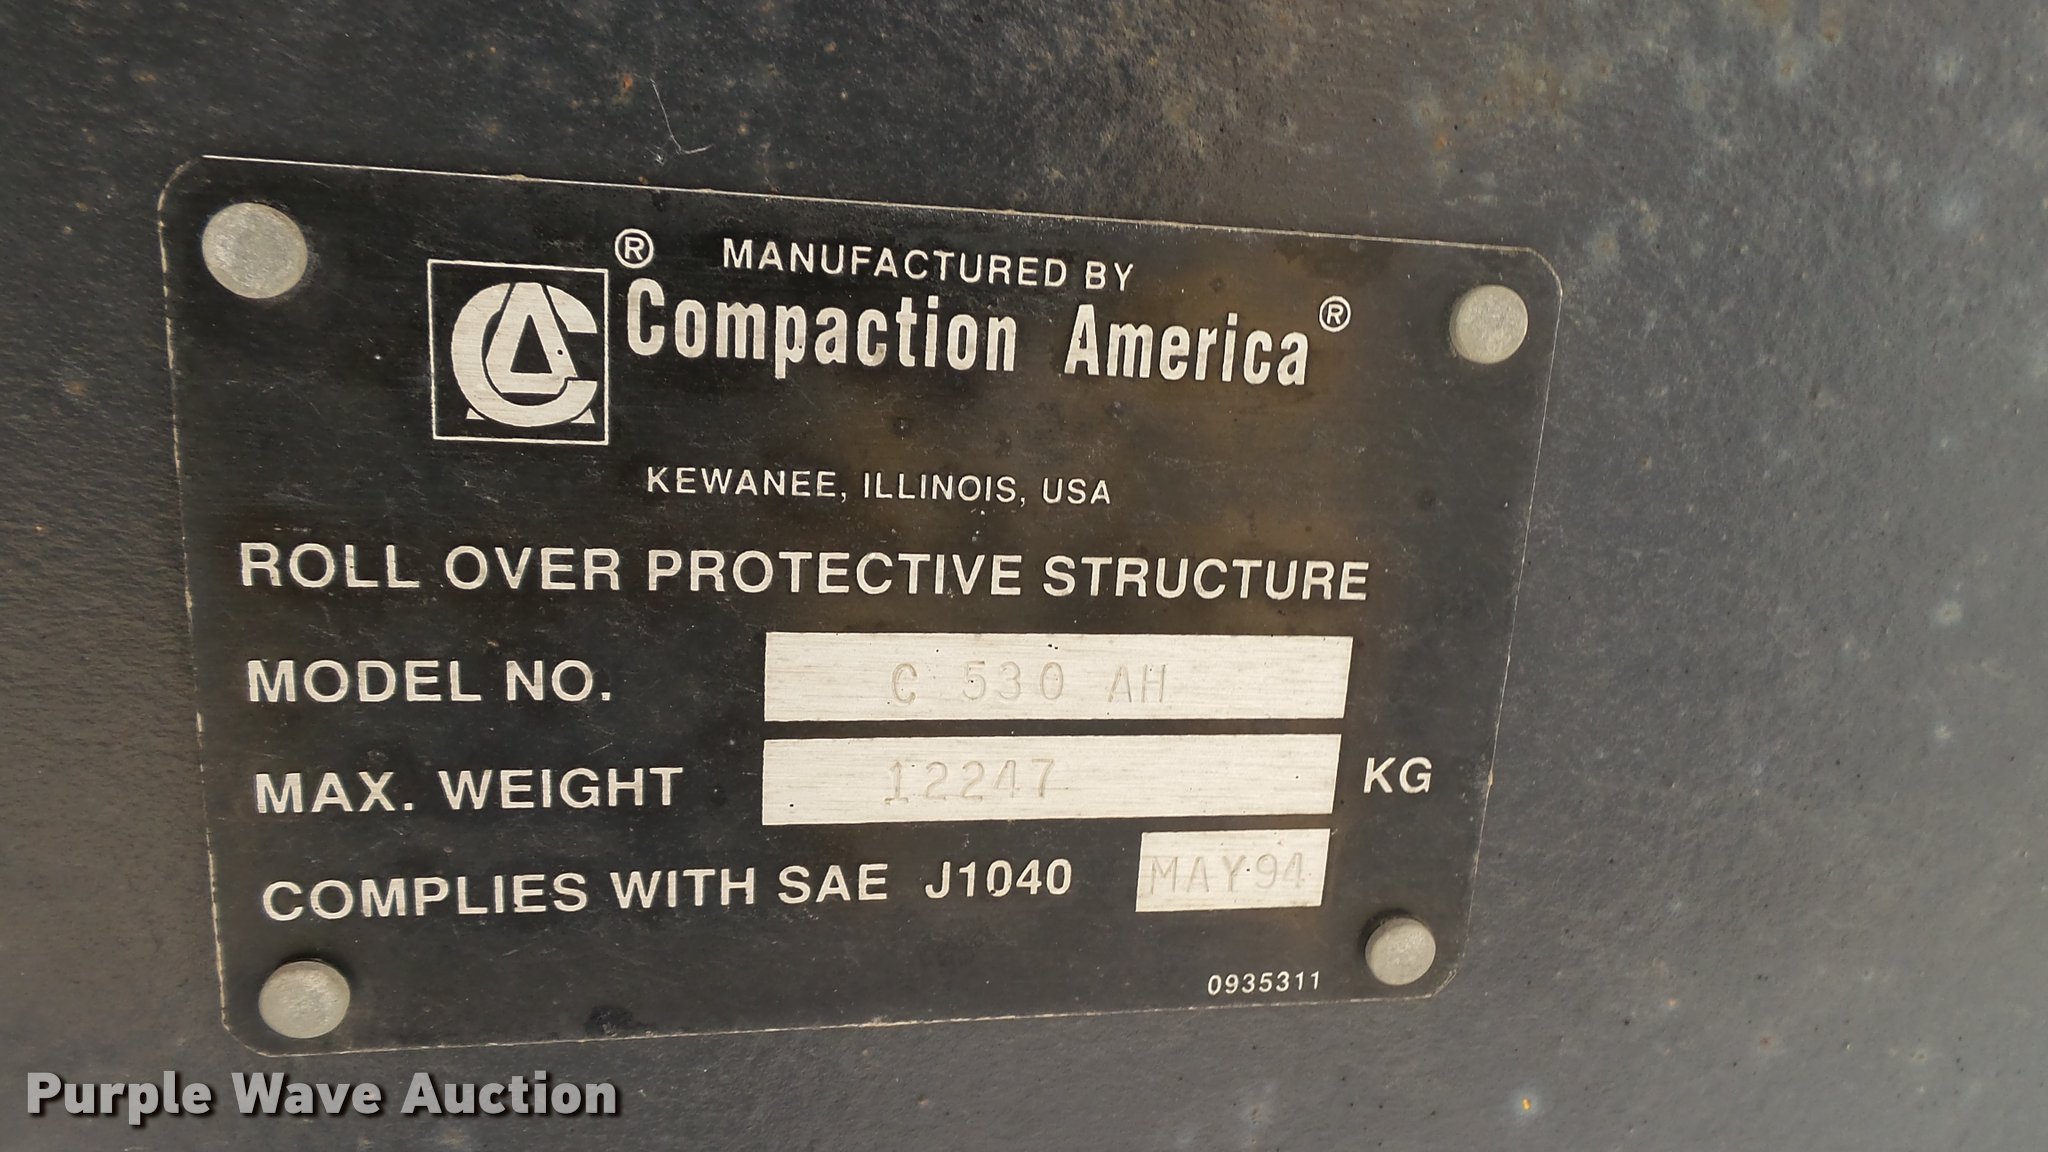 ® MANUFACTURED BY
CA Compaction America®
KEWANEE, ILLINOIS, USA
ROLL OVER PROTECTIVE STRUCTURE
MODEL NO. C 530 AH
MAX. WEIGHT 12247 KG
COMPLIES WITH SAE J1040 MAY94
0935311
Purple Wave Auction